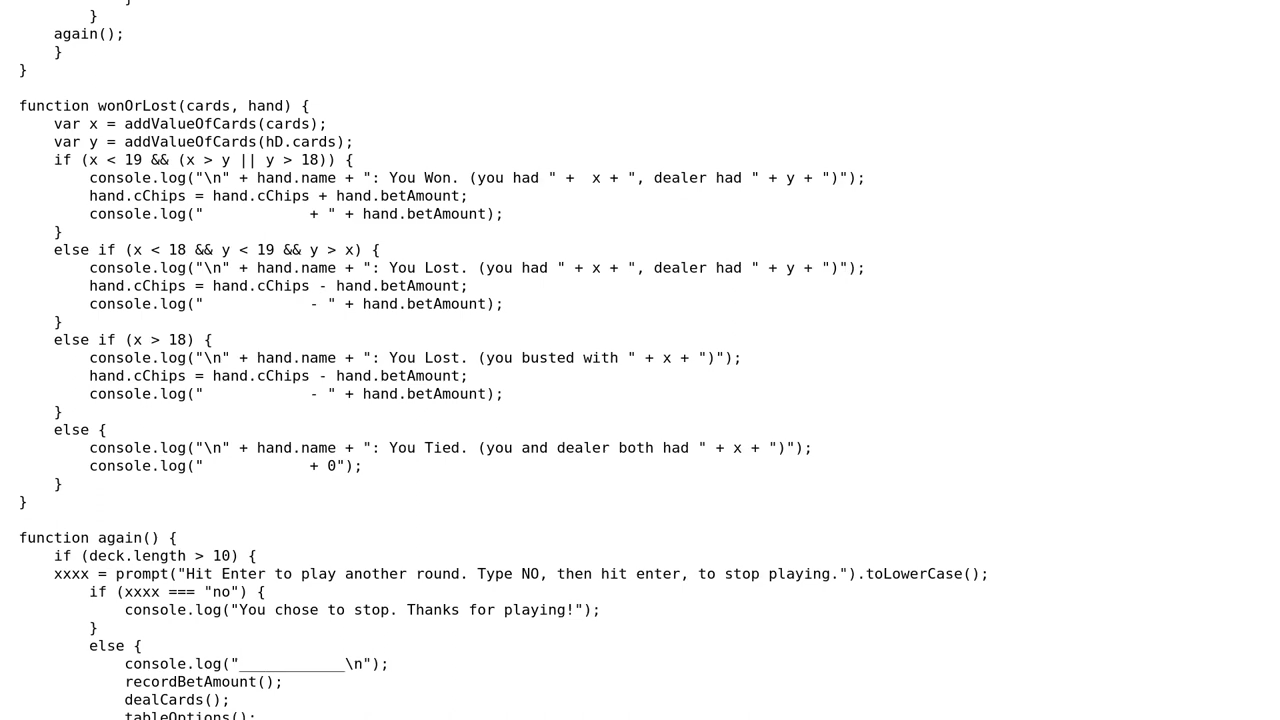 }
}
again();
}
}
function wonOrLost(cards, hand) {
var x = addValueOfCards(cards);
var y = addValueOfCards(hD.cards);
if (x < 19 && (x > y || y > 18)) {
console.log("\n" + hand.name + ": You Won. (you had " +  x + ", dealer had " + y + ")");
hand.cChips = hand.cChips + hand.betAmount;
console.log("            + " + hand.betAmount);
}
else if (x < 18 && y < 19 && y > x) {
console.log("\n" + hand.name + ": You Lost. (you had " + x + ", dealer had " + y + ")");
hand.cChips = hand.cChips - hand.betAmount;
console.log("            - " + hand.betAmount);
}
else if (x > 18) {
console.log("\n" + hand.name + ": You Lost. (you busted with " + x + ")");
hand.cChips = hand.cChips - hand.betAmount;
console.log("            - " + hand.betAmount);
}
else {
console.log("\n" + hand.name + ": You Tied. (you and dealer both had " + x + ")");
console.log("            + 0");
}
}
function again() {
if (deck.length > 10) {
xxxx = prompt("Hit Enter to play another round. Type NO, then hit enter, to stop playing.").toLowerCase();
if (xxxx === "no") {
console.log("You chose to stop. Thanks for playing!");
}
else {
console.log("____________\n");
recordBetAmount();
dealCards();
tableOptions();